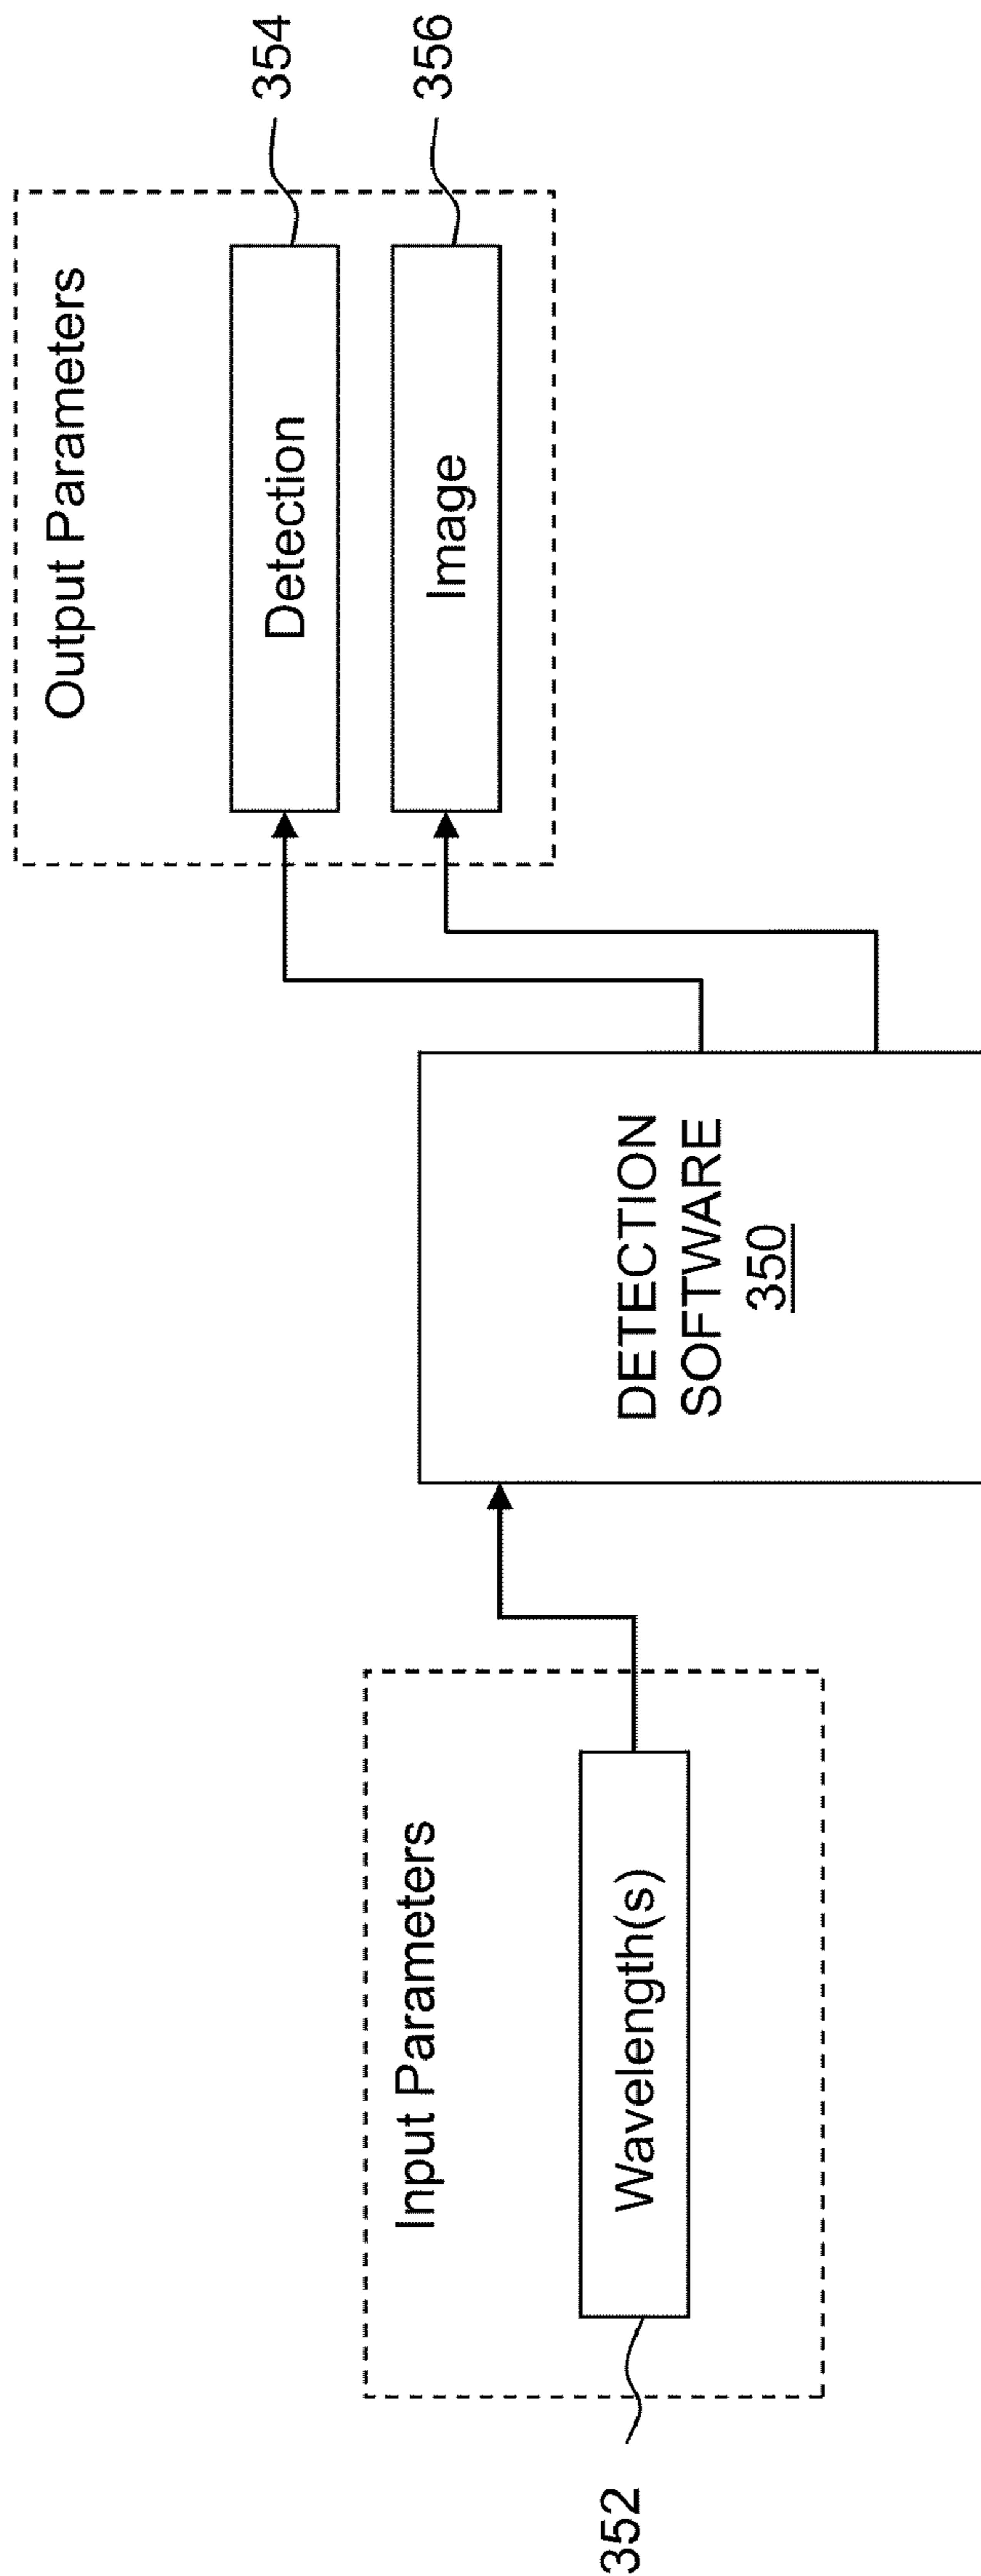 Input Parameters
Wavelength(s)
352
DETECTION
SOFTWARE
350
Output Parameters
Detection
354
Image
356